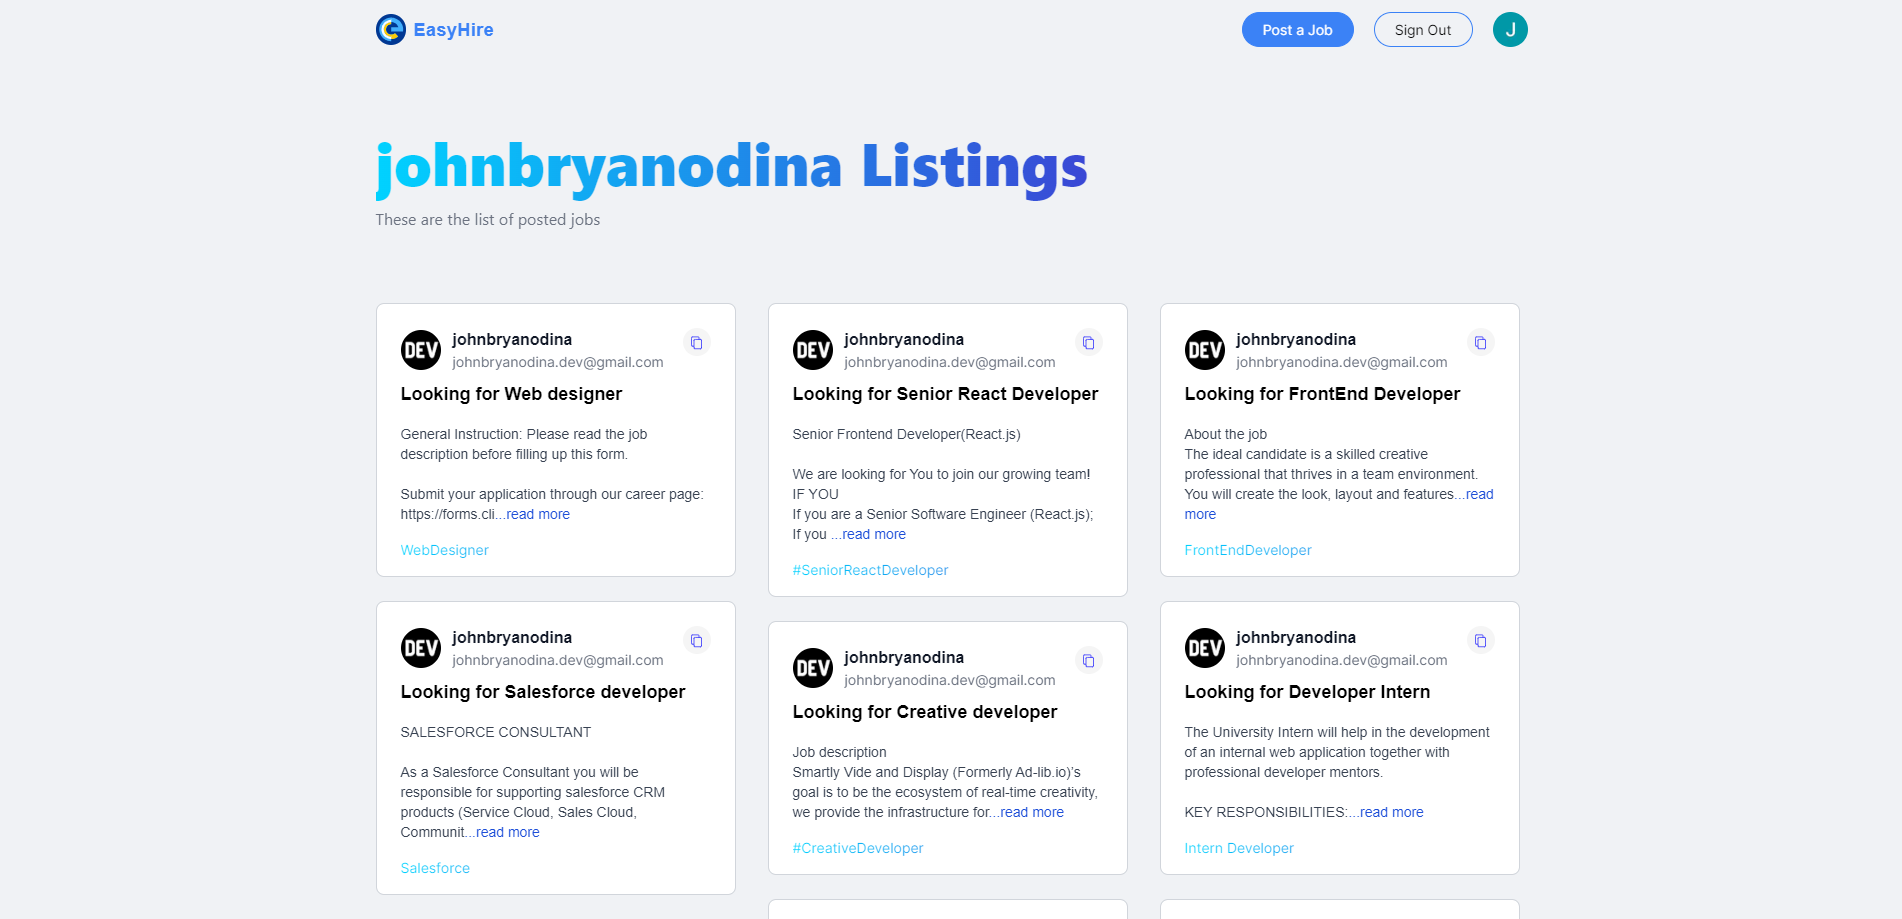 EasyHire
Post a Job
Sign Out
J
johnbryanodina Listings
These are the list of posted jobs
DEV
johnbryanodina
johnbryanodina.dev@gmail.com
Looking for Web designer
General Instruction: Please read the job
description before filling up this form.
Submit your application through our career page:
https://forms.cli...read more
WebDesigner
DEV
johnbryanodina
johnbryanodina.dev@gmail.com
Looking for Salesforce developer
SALESFORCE CONSULTANT
As a Salesforce Consultant you will be
responsible for supporting salesforce CRM
products (Service Cloud, Sales Cloud,
Communit...read more
Salesforce
DEV
johnbryanodina
johnbryanodina.dev@gmail.com
Looking for Senior React Developer
Senior Frontend Developer(React.js)
We are looking for You to join our growing team!
IF YOU
If you are a Senior Software Engineer (React.js);
If you ...read more
#SeniorReactDeveloper
DEV
johnbryanodina
johnbryanodina.dev@gmail.com
Looking for Creative developer
Job description
Smartly Vide and Display (Formerly Ad-lib.io)’s
goal is to be the ecosystem of real-time creativity,
we provide the infrastructure for...read more
#CreativeDeveloper
DEV
johnbryanodina
johnbryanodina.dev@gmail.com
Looking for FrontEnd Developer
About the job
The ideal candidate is a skilled creative
professional that thrives in a team environment.
You will create the look, layout and features...read
more
FrontEndDeveloper
DEV
johnbryanodina
johnbryanodina.dev@gmail.com
Looking for Developer Intern
The University Intern will help in the development
of an internal web application together with
professional developer mentors.
KEY RESPONSIBILITIES:...read more
Intern Developer